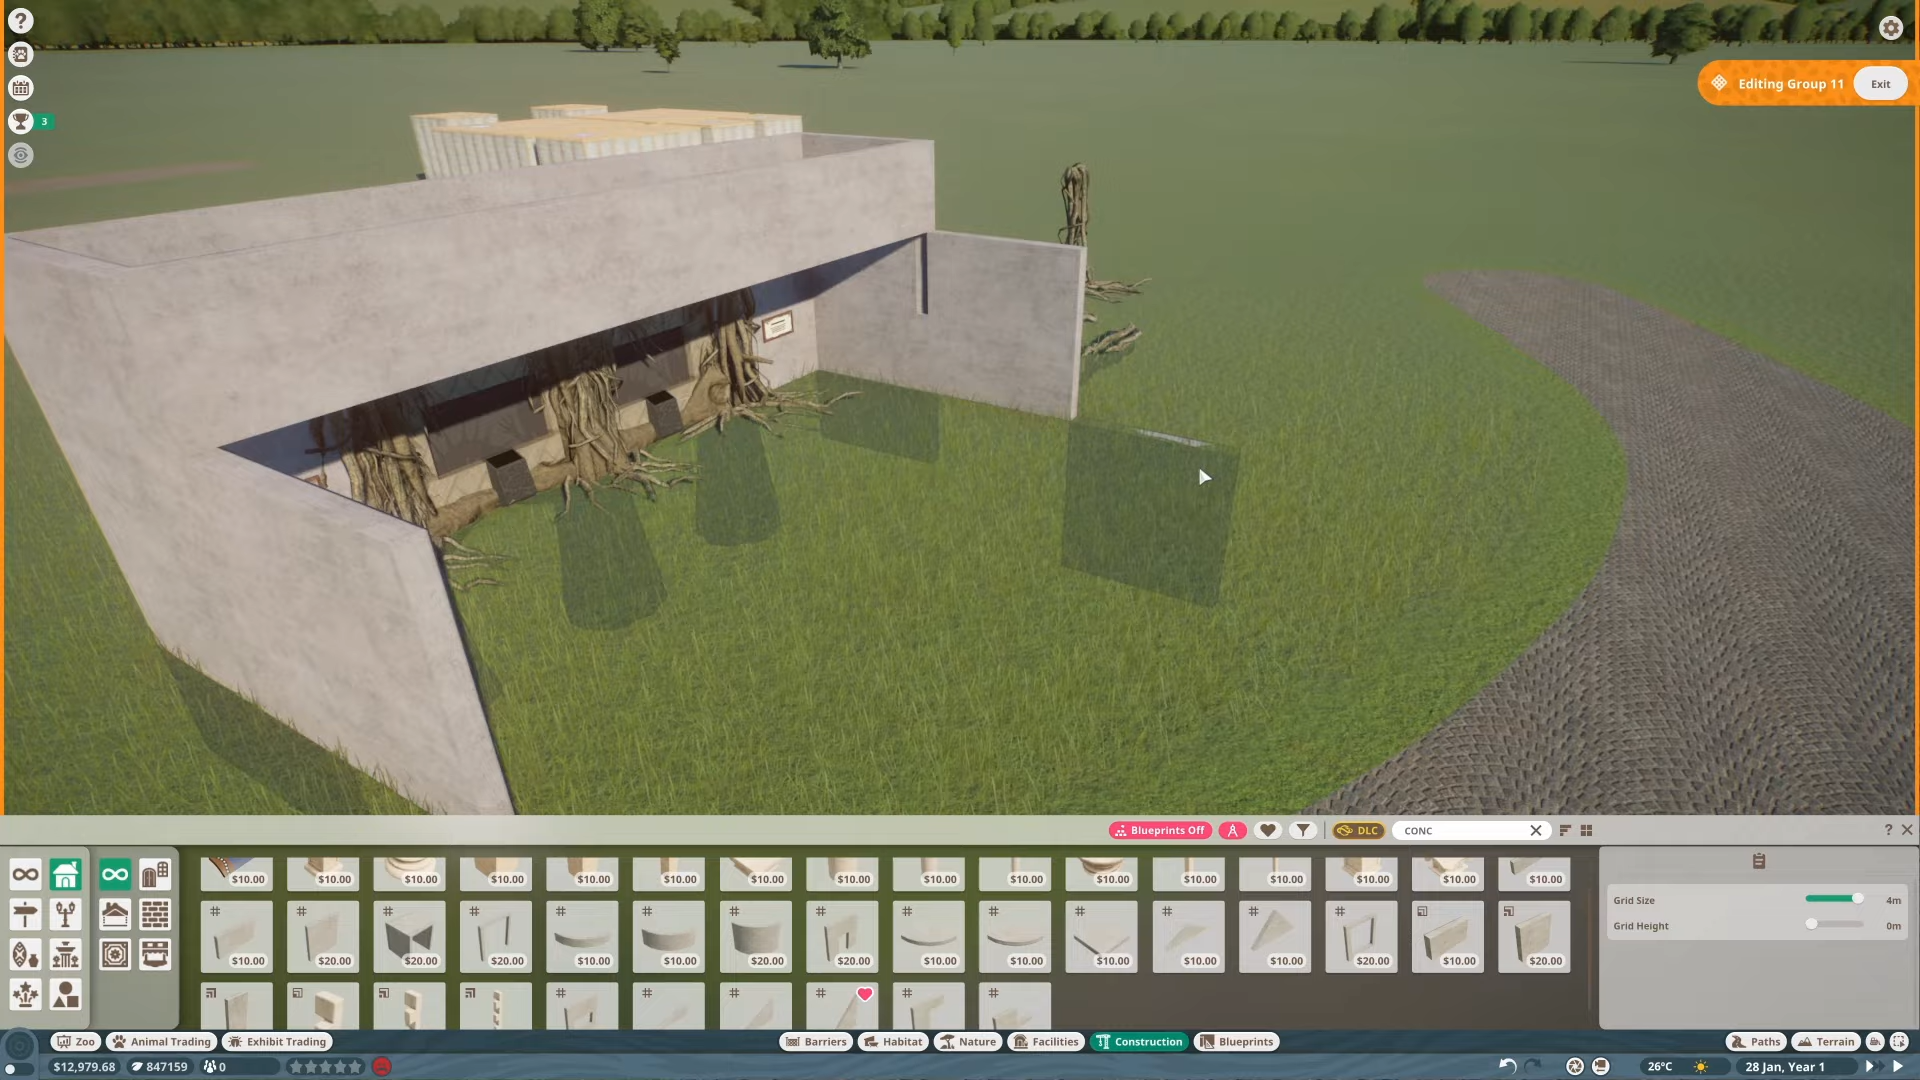 ?
Editing Group 11
Exit
3
Blueprints Off
DLC
CONC
?
$10.00 $10.00 $10.00 $10.00 $10.00 $10.00 $10.00 $10.00 $10.00 $10.00 $10.00 $10.00 $10.00 $10.00 $10.00 $10.00
$10.00 $20.00 $20.00 $20.00 $10.00 $10.00 $20.00 $20.00 $10.00 $10.00 $10.00 $10.00 $10.00 $20.00 $10.00 $20.00
Grid Size 4m
Grid Height 0m
Zoo Animal Trading Exhibit Trading Barriers Habitat Nature Facilities Construction Blueprints Paths Terrain
$12,979.68 847159 0 26°C 28 Jan, Year 1